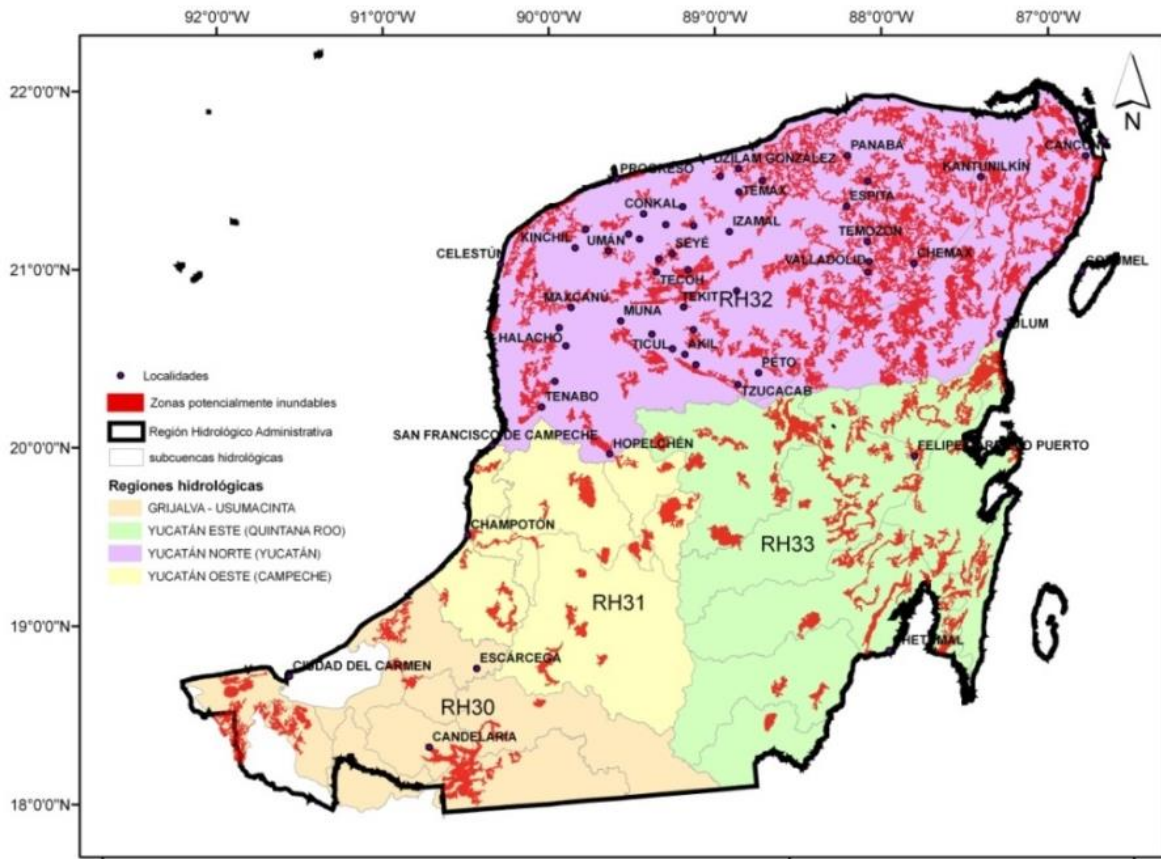 92°0'0"W
91°0'0"W
90°0'0"W
89°0'0"W
88°0'0"W
87°0'0"W
22°0'0"N
21°0'0"N
20°0'0"N
19°0'0"N
18°0'0"N
N
PANABÁ
DZILAM GONZÁLEZ
CANCÚN
PROGRESO
KANTUNILKÍN
TEMAX
ESPITA
CONKAL
IZAMAL
KINCHIL
UMÁN
SEYÉ
TEMOZÓN
CELESTÚN
VALLADOLID
CHEMAX
COZUMEL
TECOH
MAXCANÚ
TEKIT
RH32
MUNA
TULUM
HALACHÓ
TICUL
AKIL
PETO
TENABO
TZUCACAB
SAN FRANCISCO DE CAMPECHE
HOPELCHÉN
FELIPE CARRILLO PUERTO
CHAMPOTÓN
RH33
RH31
CHETUMAL
CIUDAD DEL CARMEN
ESCÁRCEGA
RH30
CANDELARIA
Localidades
Zonas potencialmente inundables
Región Hidrológico Administrativa
subcuencas hidrológicas
Regiones hidrológicas
GRIJALVA - USUMACINTA
YUCATÁN ESTE (QUINTANA ROO)
YUCATÁN NORTE (YUCATÁN)
YUCATÁN OESTE (CAMPECHE)